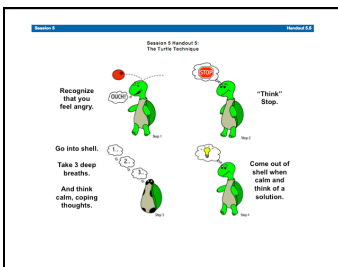 Session 5
Handout 5.5
Session 5 Handout 5:
The Turtle Technique
Recognize
that you
feel angry.
OUCH!
Step 1
STOP
"Think"
Stop.
Step 2
Go into shell.
Take 3 deep
breaths.
And think
calm, coping
thoughts.
1..
2..
3..
Step 3
Come out of
shell when
calm and
think of a
solution.
Step 4